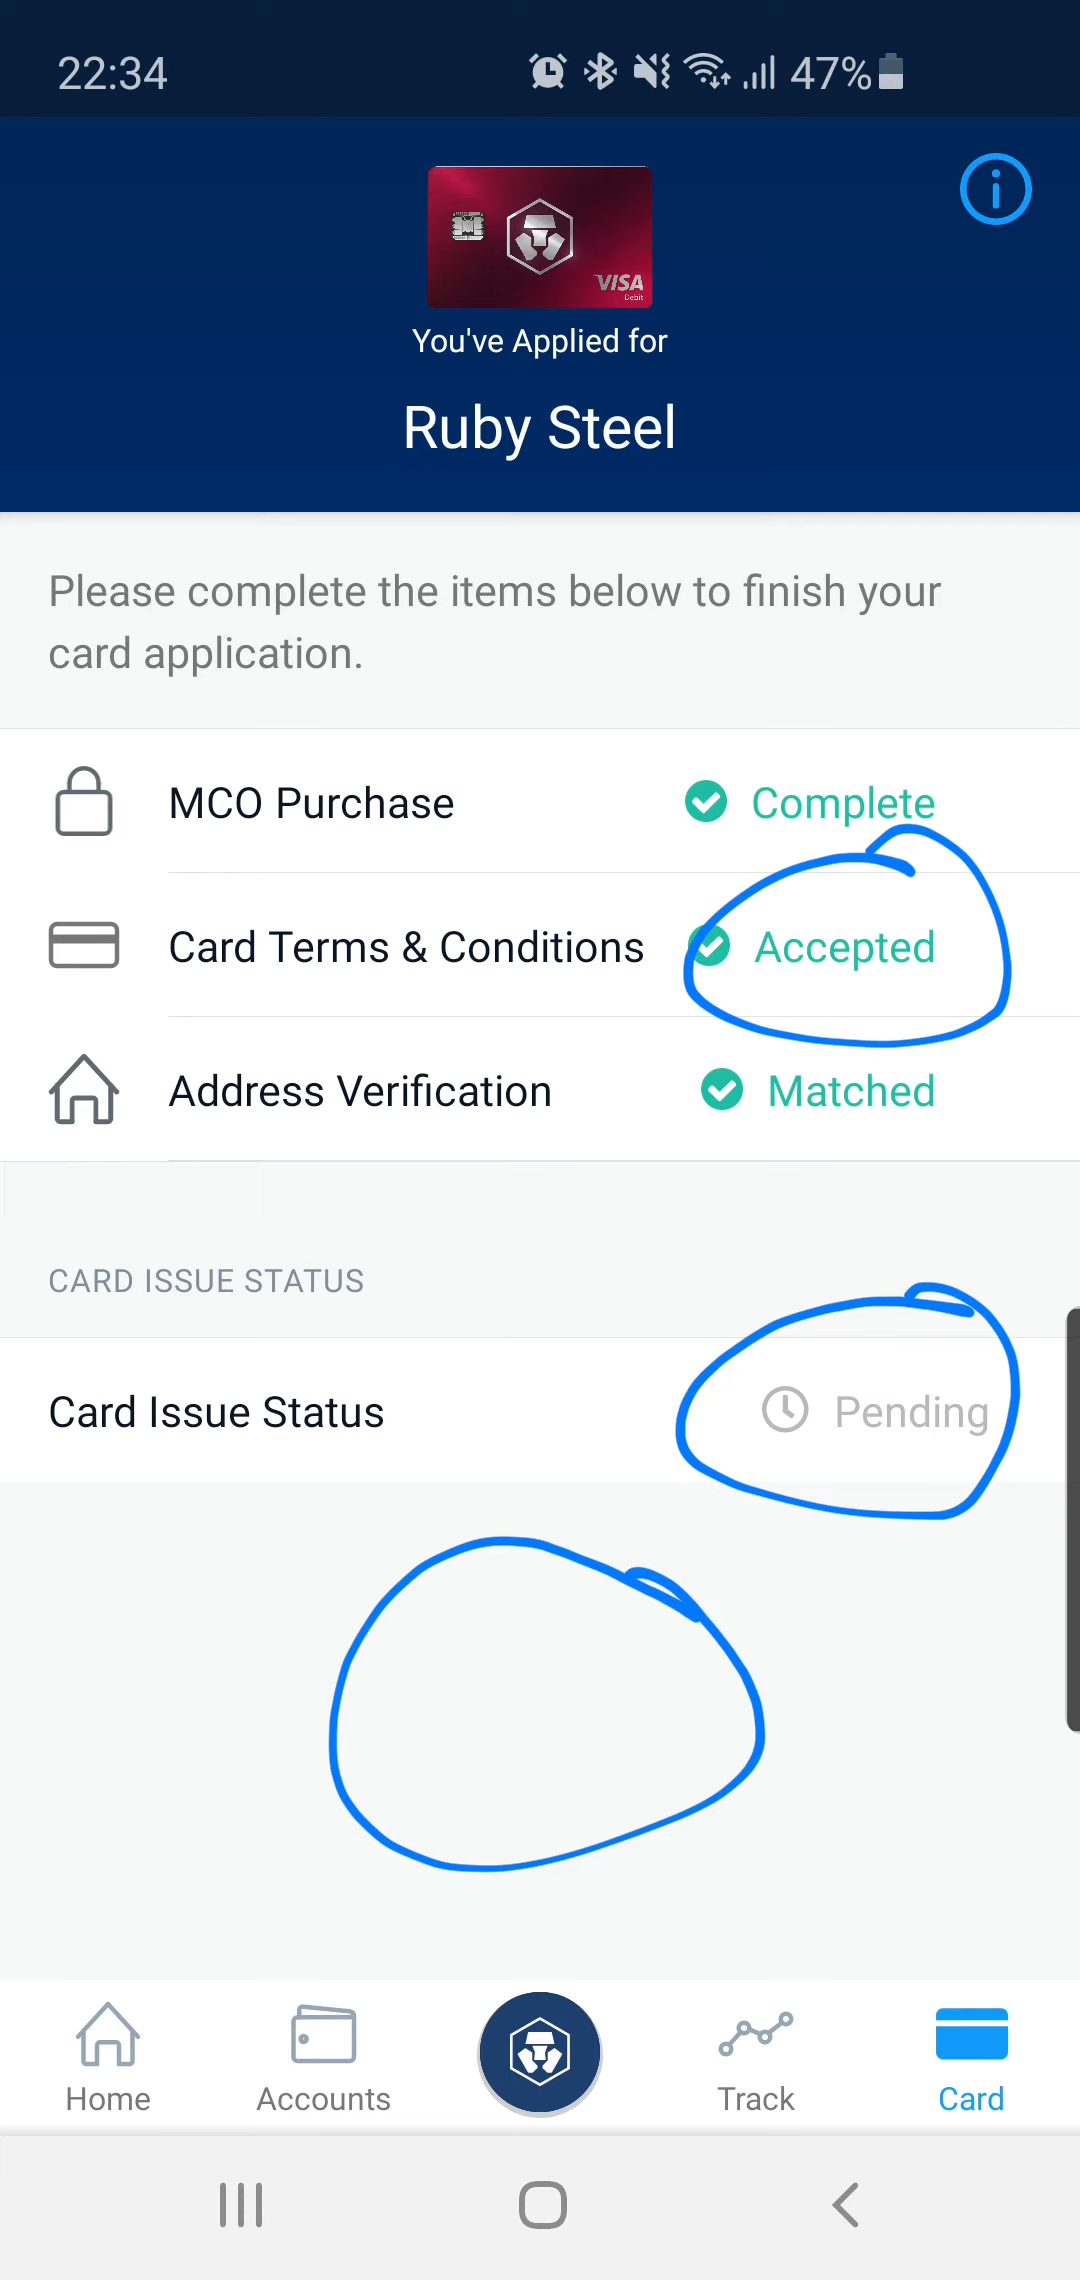 22:34 47%
VISA
Debit
You've Applied for
Ruby Steel
Please complete the items below to finish your
card application.
MCO Purchase Complete
Card Terms & Conditions Accepted
Address Verification Matched
CARD ISSUE STATUS
Card Issue Status Pending
Home Accounts Track Card